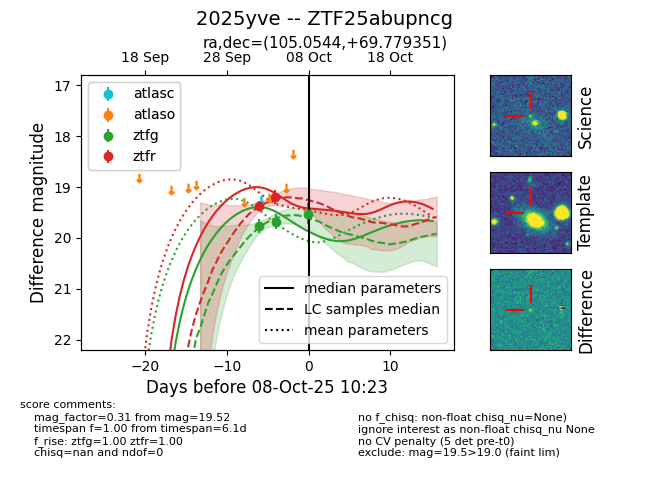 2025yve -- ZTF25abupncg
ra,dec=(105.0544,+69.779351)
18 Sep
28 Sep
08 Oct
18 Oct
17
18
19
20
21
22
Difference magnitude
atlasc
atlaso
ztfg
ztfr
median parameters
LC samples median
mean parameters
−20
−10
0
10
Days before 08-Oct-25 10:23
Science
Template
Difference
score comments:
mag_factor=0.31 from mag=19.52
timespan f=1.00 from timespan=6.1d
f_rise: ztfg=1.00 ztfr=1.00
chisq=nan and ndof=0
no f_chisq: non-float chisq_nu=None)
ignore interest as non-float chisq_nu None
no CV penalty (5 det pre-t0)
exclude: mag=19.5>19.0 (faint lim)